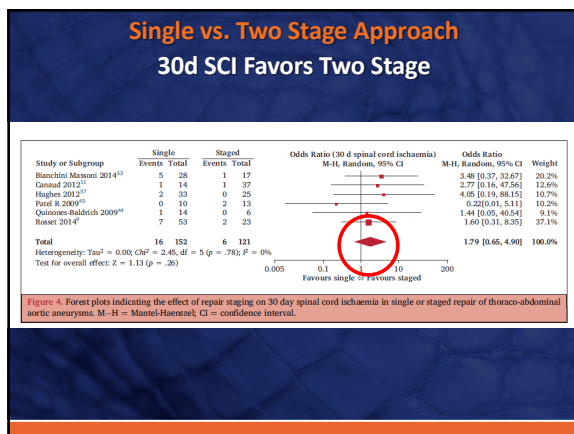 Single vs. Two Stage Approach
30d SCI Favors Two Stage
Single Staged Odds Ratio (30 d spinal cord ischaemia) Odds Ratio
Study or Subgroup Events Total Events Total M-H, Random, 95% CI M-H, Random, 95% CI Weight
Bianchini Massoni 2014³³ 5 28 1 17 3.48 [0.37, 32.67] 20.2%
Canaud 2012¹¹ 1 14 1 37 2.77 [0.16, 47.56] 9.6%
Hughes 2012³⁷ 2 33 0 25 4.05 [0.19, 88.15] 10.7%
Patel R 2009⁴⁵ 0 10 2 13 0.22[0.01, 5.11] 13.2%
Quinones-Baldrich 2009⁴⁴ 1 14 0 6 1.44 [0.05, 40.54] 9.1%
Rosset 2014⁹ 7 53 2 23 1.60 [0.31, 8.35] 37.1%
Total 16 152 6 121 1.79 [0.65, 4.90] 100.0%
Heterogeneity: Tau² = 0.00; Chi² = 2.45, df = 5 (p = .78); I² = 0%
Test for overall effect: Z = 1.13 (p = .26)
0.005 0.1 1 10 200
Favours single ⇔ Favours staged
Figure 4. Forest plots indicating the effect of repair staging on 30 day spinal cord ischaemia in single or staged repair of thoraco-abdominal
aortic aneurysms. M–H = Mantel-Haenszel; CI = confidence interval.